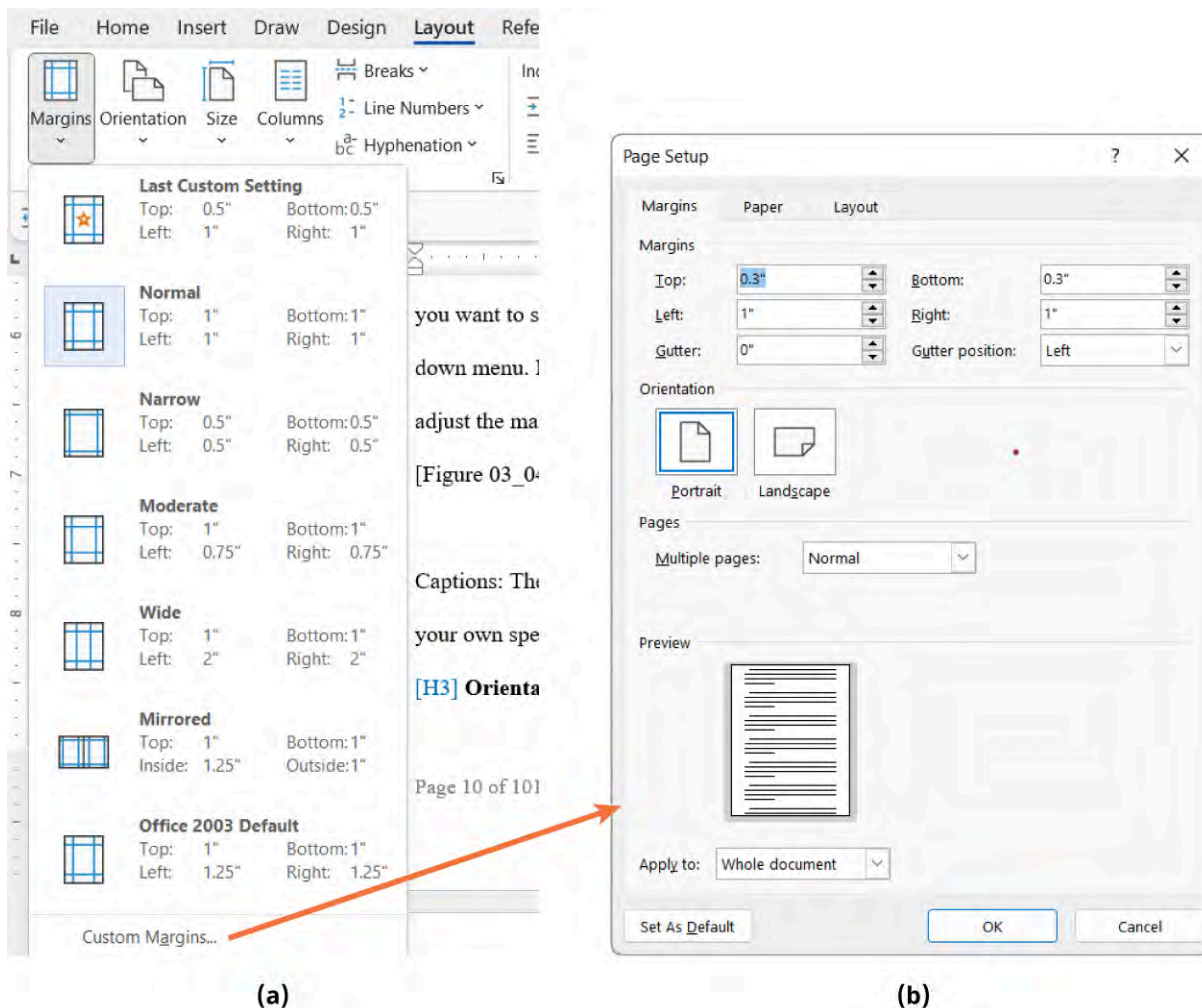 File Home Insert Draw Design Layout Refe
Margins Orientation Size Columns
Breaks
Line Numbers
Hyphenation
Last Custom Setting
Top: 0.5" Bottom: 0.5"
Left: 1" Right: 1"
Normal
Top: 1" Bottom: 1"
Left: 1" Right: 1"
Narrow
Top: 0.5" Bottom: 0.5"
Left: 0.5" Right: 0.5"
Moderate
Top: 1" Bottom: 1"
Left: 0.75" Right: 0.75"
Wide
Top: 1" Bottom: 1"
Left: 2" Right: 2"
Mirrored
Top: 1" Bottom: 1"
Inside: 1.25" Outside: 1"
Office 2003 Default
Top: 1" Bottom: 1"
Left: 1.25" Right: 1.25"
Custom Margins...
6
7
8
you want to s
down menu.
adjust the ma
[Figure 03_04
Captions: The
your own spe
[H3] Orienta
Page 10 of 101
(a)
Page Setup ? X
Margins Paper Layout
Margins
Top: 0.3" Bottom: 0.3"
Left: 1" Right: 1"
Gutter: 0" Gutter position: Left
Orientation
Portrait Landscape
Pages
Multiple pages: Normal
Preview
Apply to: Whole document
Set As Default OK Cancel
(b)